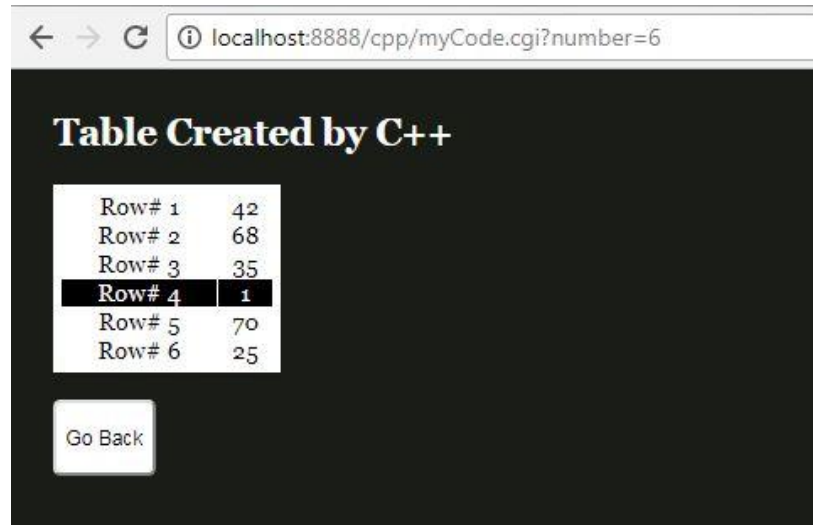 localhost:8888/cpp/myCode.cgi?number=6
Table Created by C++
Row# 1 42
Row# 2 68
Row# 3 35
Row# 4 1
Row# 5 70
Row# 6 25
Go Back